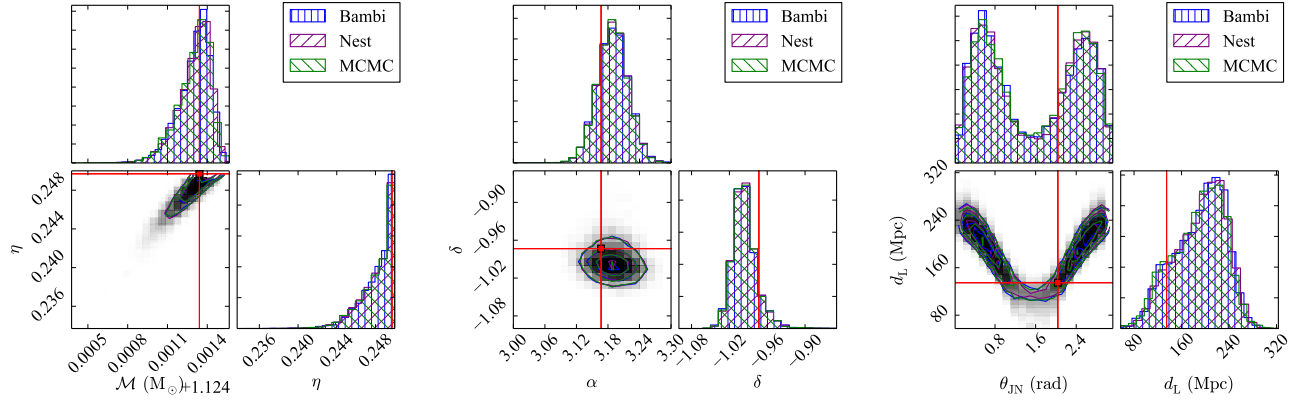 Bambi
Nest
MCMC
0.248
0.244
0.240
0.236
η
0.0005
0.0008
0.0011
0.0014
ℳ (M⊙)
+1.124
0.236
0.240
0.244
0.248
η
Bambi
Nest
MCMC
−0.90
−0.96
−1.02
−1.08
δ
3.00
3.06
3.12
3.18
3.24
3.30
α
−1.08
−1.02
−0.96
−0.90
δ
Bambi
Nest
MCMC
320
240
160
80
d_L (Mpc)
0.8
1.6
2.4
θ_JN (rad)
80
160
240
320
d_L (Mpc)